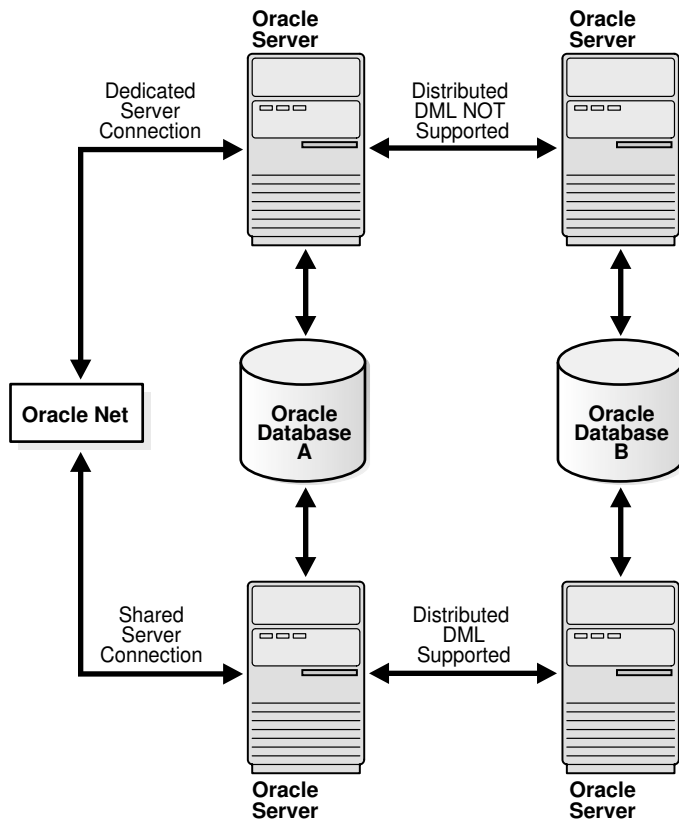 Oracle
Server
Oracle
Server
Dedicated
Server
Connection
Distributed
DML NOT
Supported
Oracle Net
Oracle
Database
A
Oracle
Database
B
Shared
Server
Connection
Distributed
DML
Supported
Oracle
Server
Oracle
Server